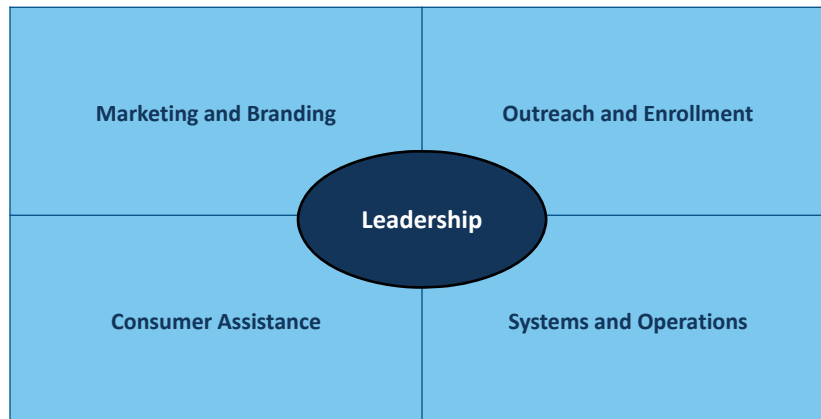 Marketing and Branding
Outreach and Enrollment
Leadership
Consumer Assistance
Systems and Operations